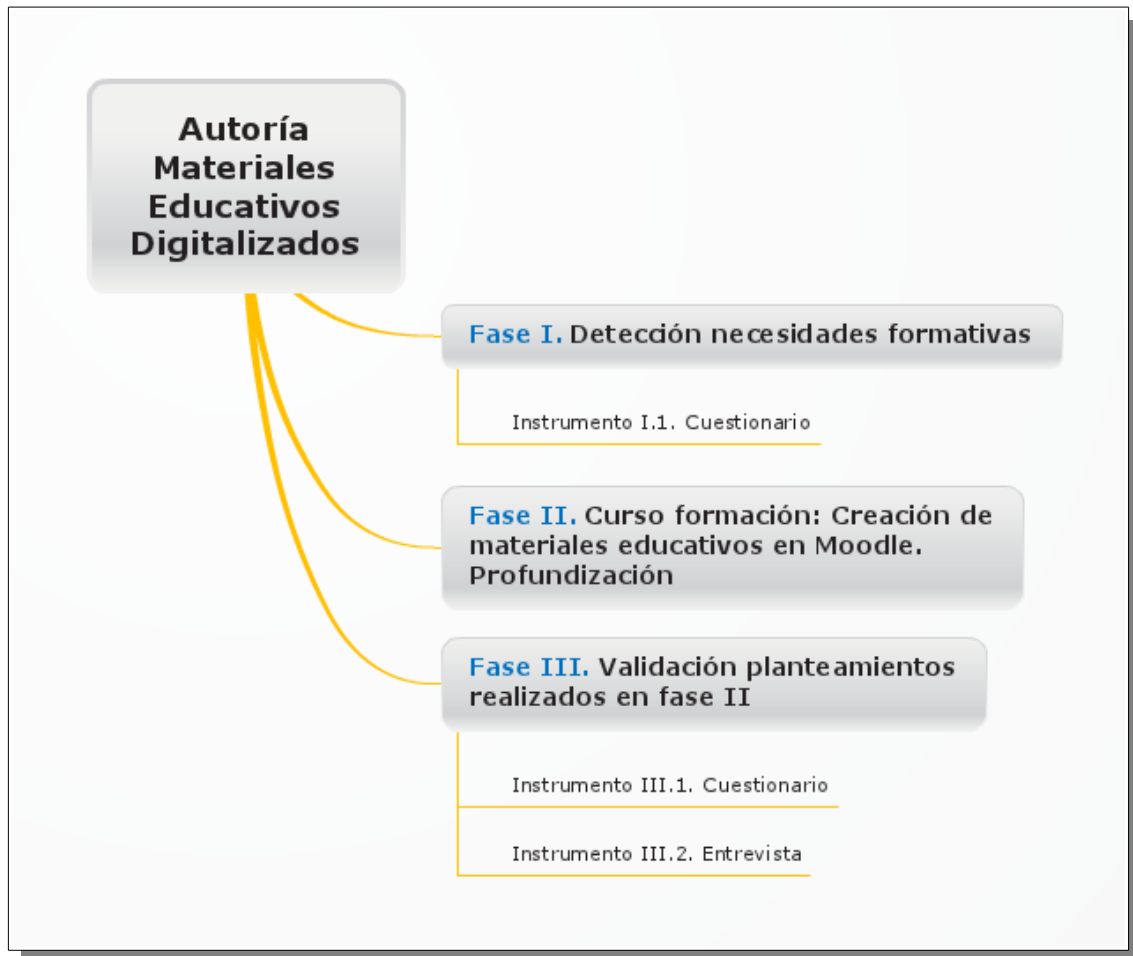 Autoría
Materiales
Educativos
Digitalizados
Fase I. Detección necesidades formativas
Instrumento I.1. Cuestionario
Fase II. Curso formación: Creación de
materiales educativos en Moodle.
Profundización
Fase III. Validación planteamientos
realizados en fase II
Instrumento III.1. Cuestionario
Instrumento III.2. Entrevista